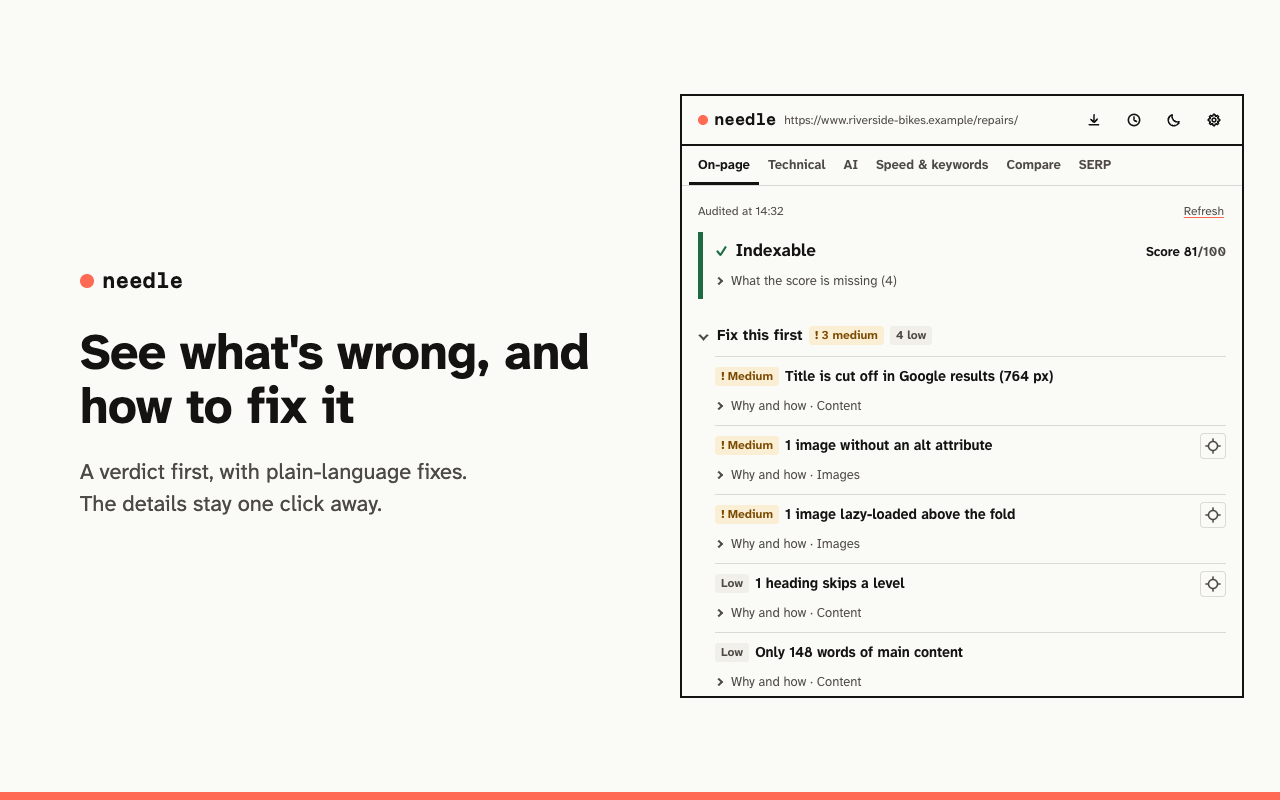 needle
See what's wrong, and
how to fix it
A verdict first, with plain-language fixes.
The details stay one click away.
needle https://www.riverside-bikes.example/repairs/
On-page Technical AI Speed & keywords Compare SERP
Audited at 14:32 Refresh
Indexable Score 81/100
What the score is missing (4)
Fix this first ! 3 medium 4 low
! Medium Title is cut off in Google results (764 px)
Why and how · Content
! Medium 1 image without an alt attribute
Why and how · Images
! Medium 1 image lazy-loaded above the fold
Why and how · Images
Low 1 heading skips a level
Why and how · Content
Low Only 148 words of main content
Why and how · Content